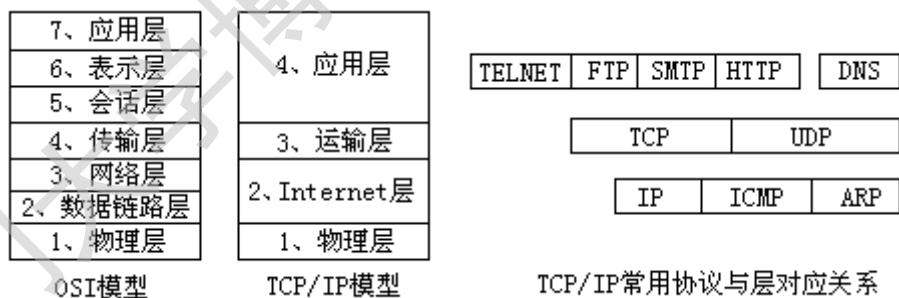 7、应用层
6、表示层
5、会话层
4、传输层
3、网络层
2、数据链路层
1、物理层
OSI模型
4、应用层
3、运输层
2、Internet层
1、物理层
TCP/IP模型
TELNET FTP SMTP HTTP DNS
TCP UDP
IP ICMP ARP
TCP/IP常用协议与层对应关系